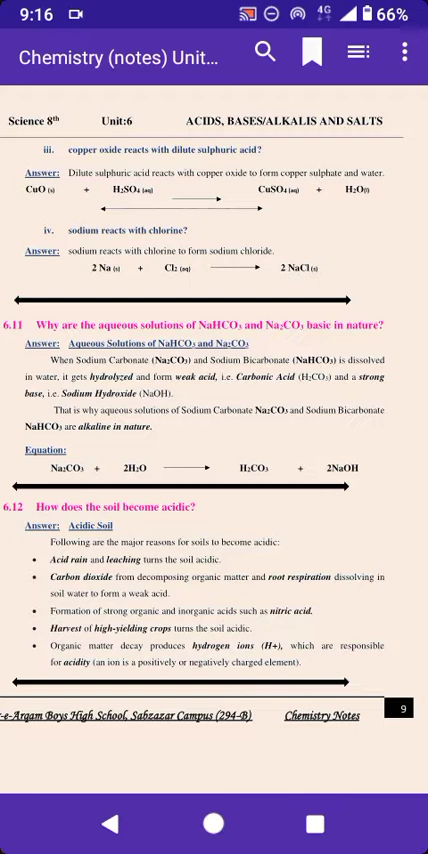 9:16 4G 66%
Chemistry (notes) Unit...
Science 8th Unit:6 ACIDS, BASES/ALKALIS AND SALTS
iii. copper oxide reacts with dilute sulphuric acid?
Answer: Dilute sulphuric acid reacts with copper oxide to form copper sulphate and water.
CuO (s) + H₂SO₄ (aq) ⟶ CuSO₄ (aq) + H₂O(l)
iv. sodium reacts with chlorine?
Answer: sodium reacts with chlorine to form sodium chloride.
2 Na (s) + Cl₂ (aq) ⟶ 2 NaCl (s)
6.11 Why are the aqueous solutions of NaHCO₃ and Na₂CO₃ basic in nature?
Answer: Aqueous Solutions of NaHCO₃ and Na₂CO₃
When Sodium Carbonate (Na₂CO₃) and Sodium Bicarbonate (NaHCO₃) is dissolved
in water, it gets hydrolyzed and form weak acid, i.e. Carbonic Acid (H₂CO₃) and a strong
base, i.e. Sodium Hydroxide (NaOH).
That is why aqueous solutions of Sodium Carbonate Na₂CO₃ and Sodium Bicarbonate
NaHCO₃ are alkaline in nature.
Equation:
Na₂CO₃ + 2H₂O ⟶ H₂CO₃ + 2NaOH
6.12 How does the soil become acidic?
Answer: Acidic Soil
Following are the major reasons for soils to become acidic:
• Acid rain and leaching turns the soil acidic.
• Carbon dioxide from decomposing organic matter and root respiration dissolving in
soil water to form a weak acid.
• Formation of strong organic and inorganic acids such as nitric acid.
• Harvest of high-yielding crops turns the soil acidic.
• Organic matter decay produces hydrogen ions (H+), which are responsible
for acidity (an ion is a positively or negatively charged element).
r-e-Arqam Boys High School, Sabzazar Campus (294-B) Chemistry Notes 9